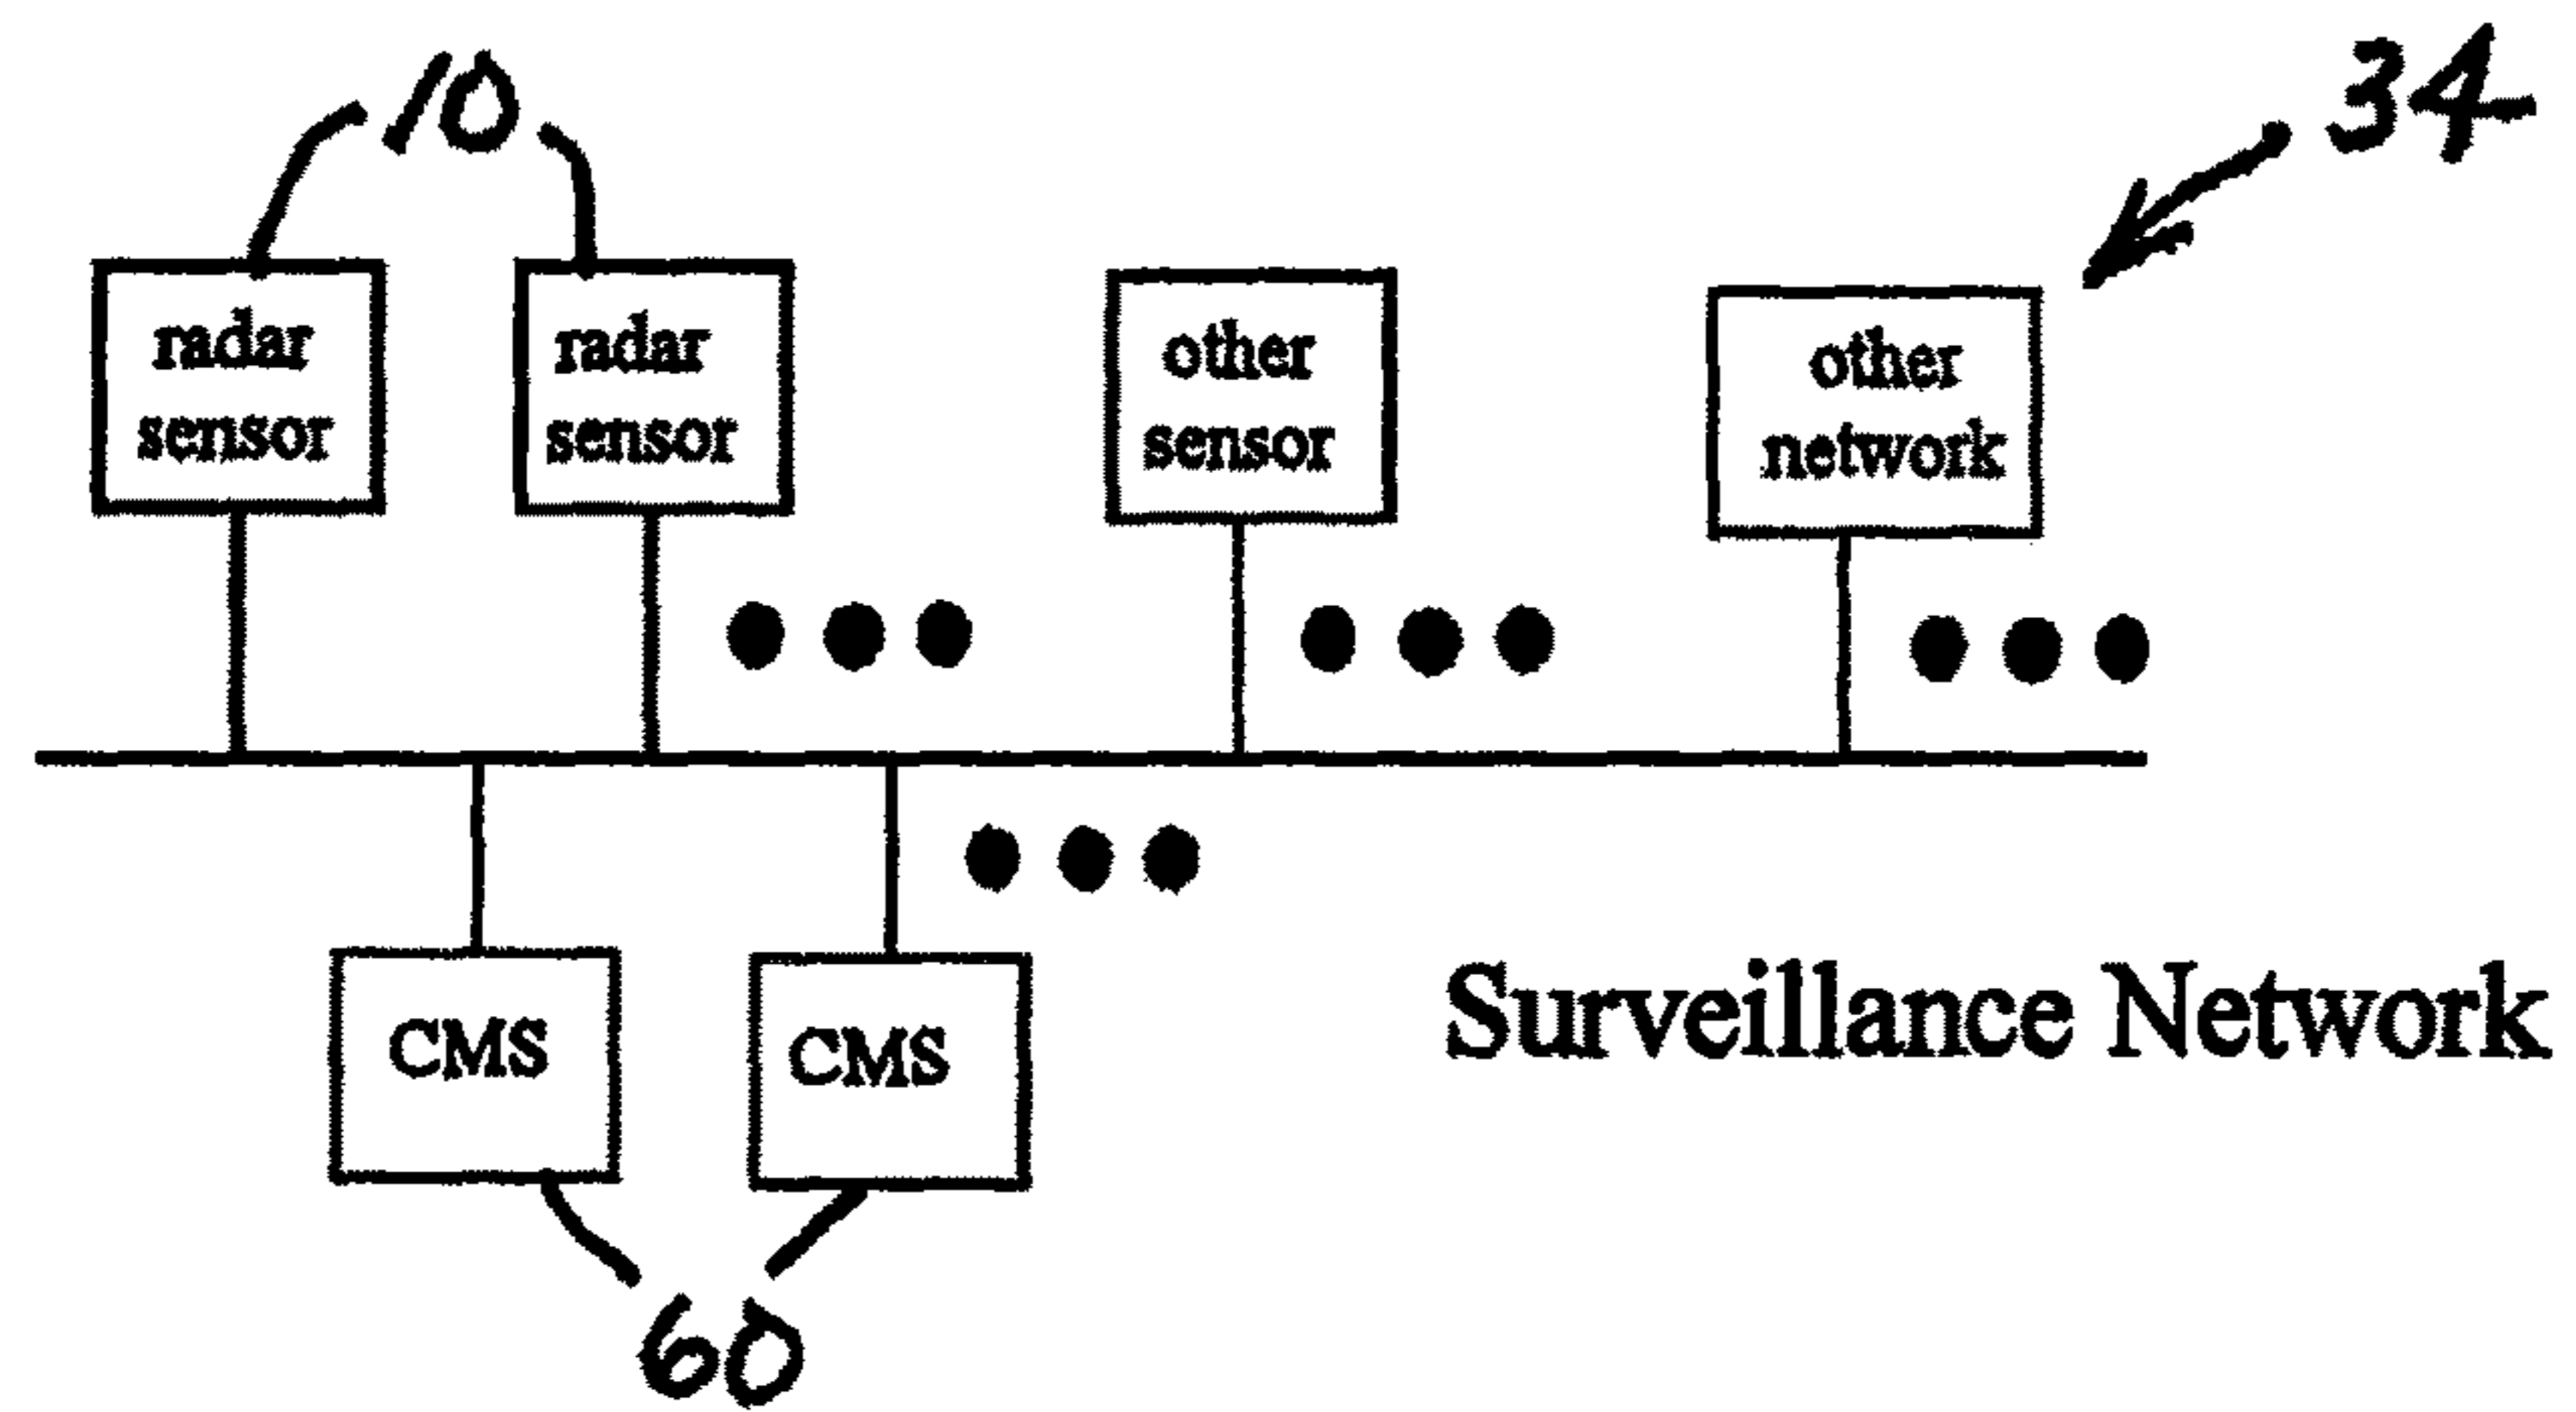 10
34
radar
sensor
radar
sensor
other
sensor
other
network
CMS
CMS
Surveillance Network
60